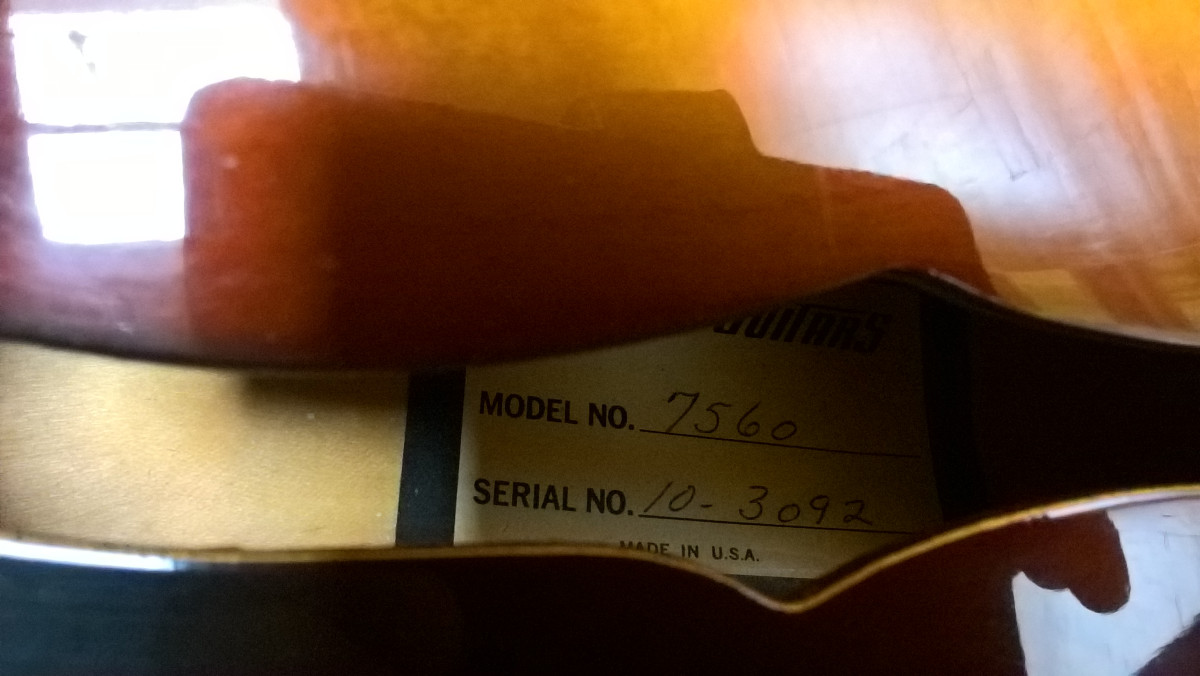 GUITARS
MODEL NO. 7560
SERIAL NO. 10-3092
MADE IN U.S.A.